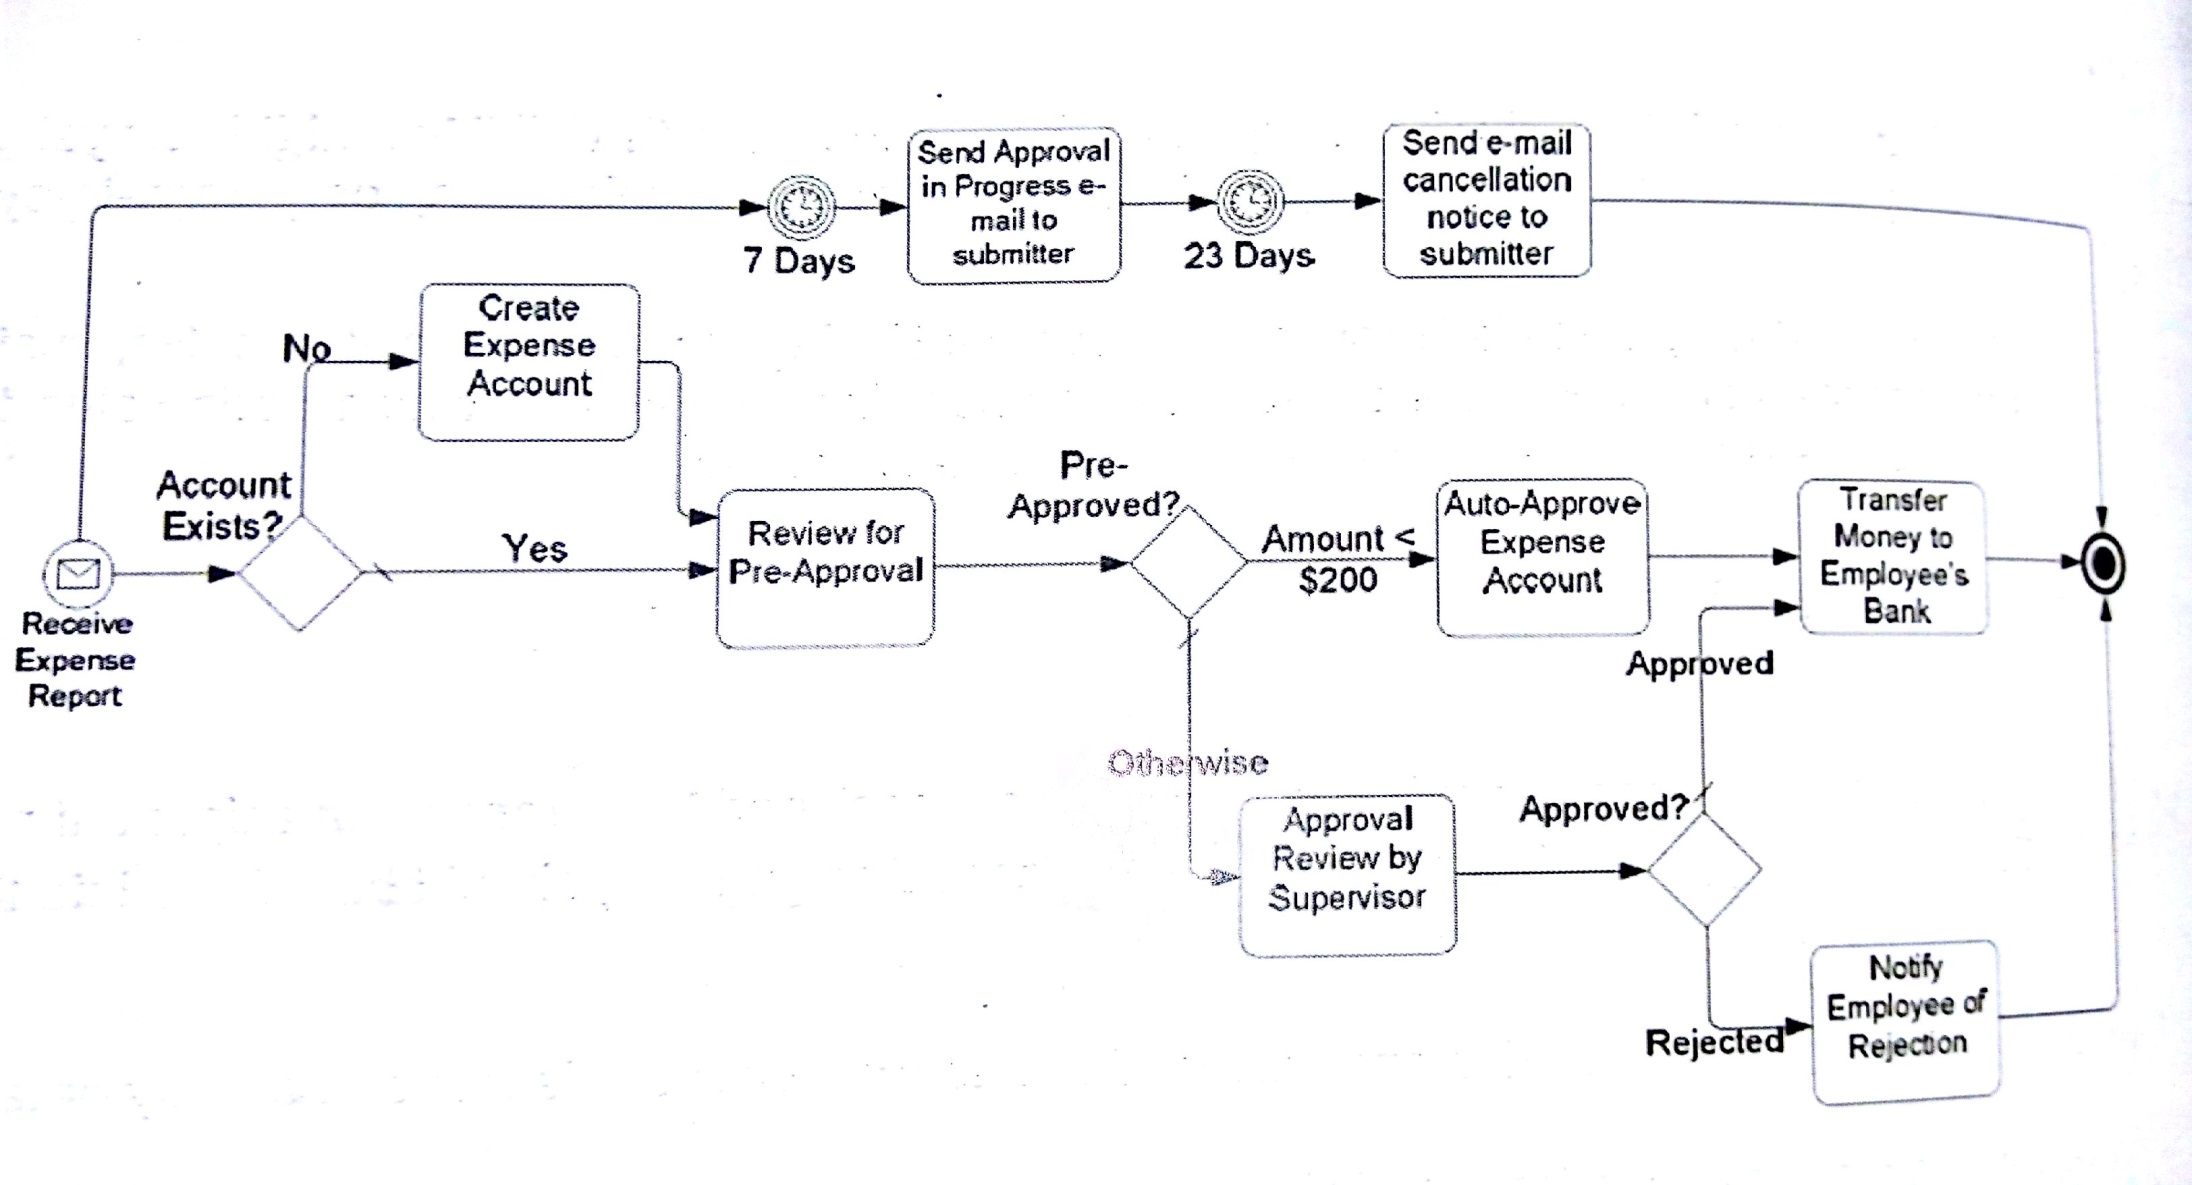 Send Approval
in Progress e-
mail to
submitter
Send e-mail
cancellation
notice to
submitter
7 Days
23 Days
Create
Expense
Account
No
Account
Exists?
Yes
Receive
Expense
Report
Review for
Pre-Approval
Pre-
Approved?
Amount <
$200
Auto-Approve
Expense
Account
Transfer
Money to
Employee's
Bank
Approved
Otherwise
Approval
Review by
Supervisor
Approved?
Rejected
Notify
Employee of
Rejection